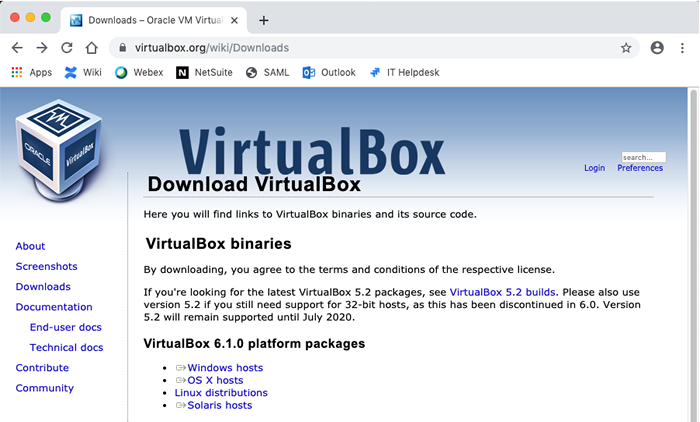 Downloads – Oracle VM Virtual
virtualbox.org/wiki/Downloads
Apps Wiki Webex NetSuite SAML Outlook IT Helpdesk
ORACLE
VM
VirtualBox
VirtualBox
search...
Login Preferences
Download VirtualBox
Here you will find links to VirtualBox binaries and its source code.
About
Screenshots
Downloads
Documentation
End-user docs
Technical docs
Contribute
Community
VirtualBox binaries
By downloading, you agree to the terms and conditions of the respective license.
If you're looking for the latest VirtualBox 5.2 packages, see VirtualBox 5.2 builds. Please also use
version 5.2 if you still need support for 32-bit hosts, as this has been discontinued in 6.0. Version
5.2 will remain supported until July 2020.
VirtualBox 6.1.0 platform packages
Windows hosts
OS X hosts
Linux distributions
Solaris hosts